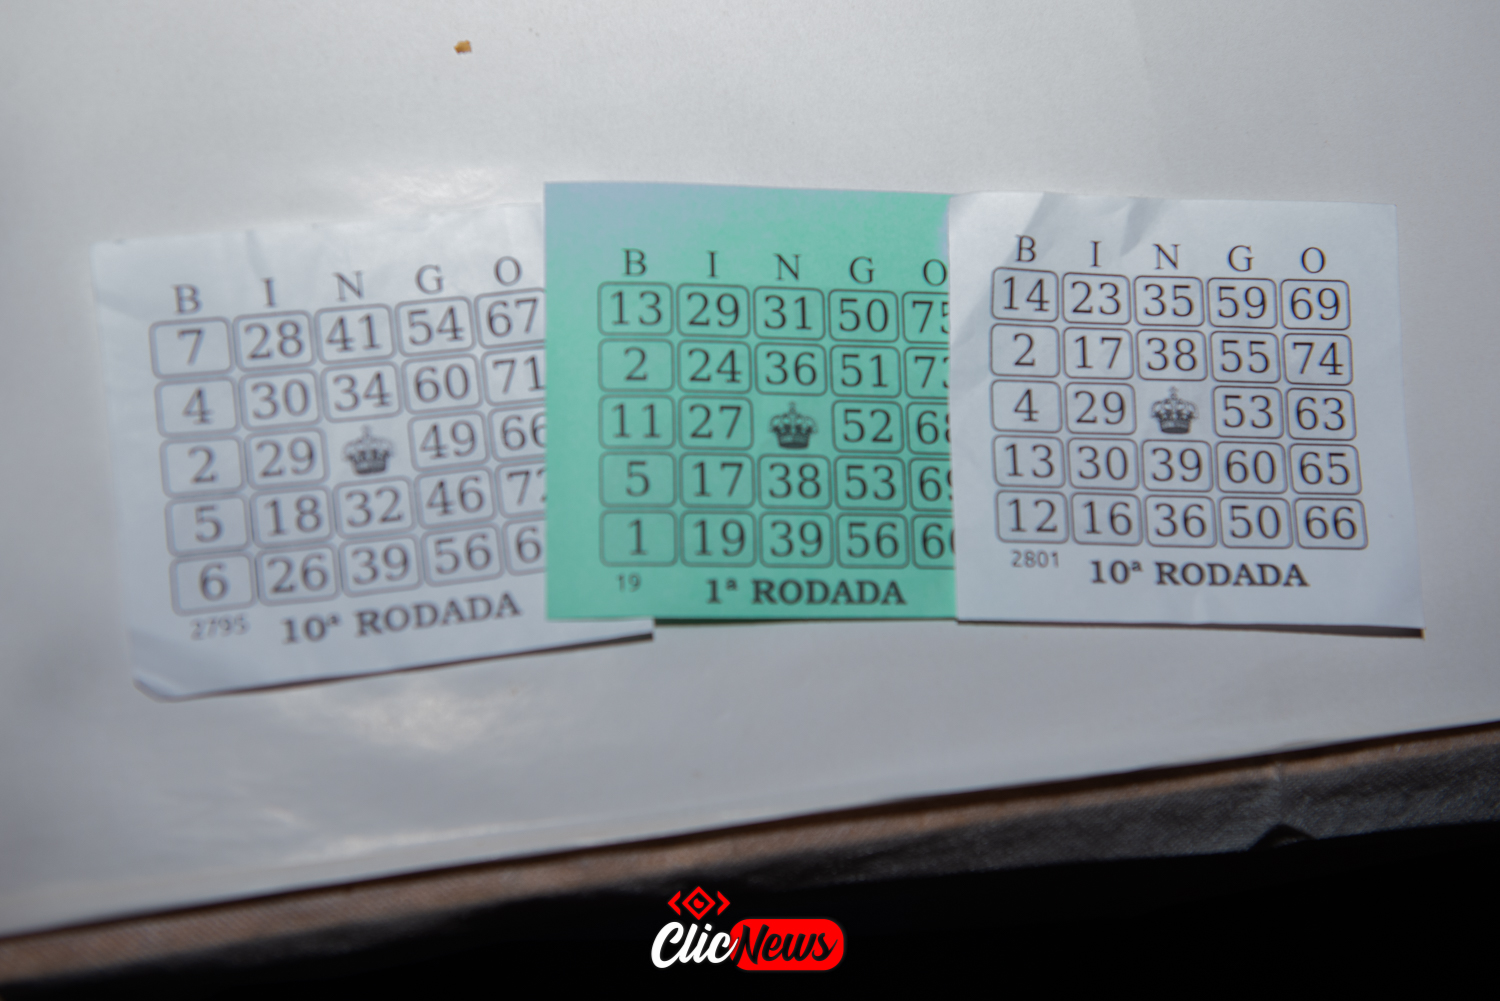 B I N G O
7 28 41 54 67
4 30 34 60 71
2 29 49 66
5 18 32 46
6 26 39 56
2795 10ª RODADA
B I N G O
13 29 31 50 75
2 24 36 51
11 27 52
5 17 38 53
1 19 39 56
19 1ª RODADA
B I N G O
14 23 35 59 69
2 17 38 55 74
4 29 53 63
13 30 39 60 65
12 16 36 50 66
2801 10ª RODADA
ClicNews